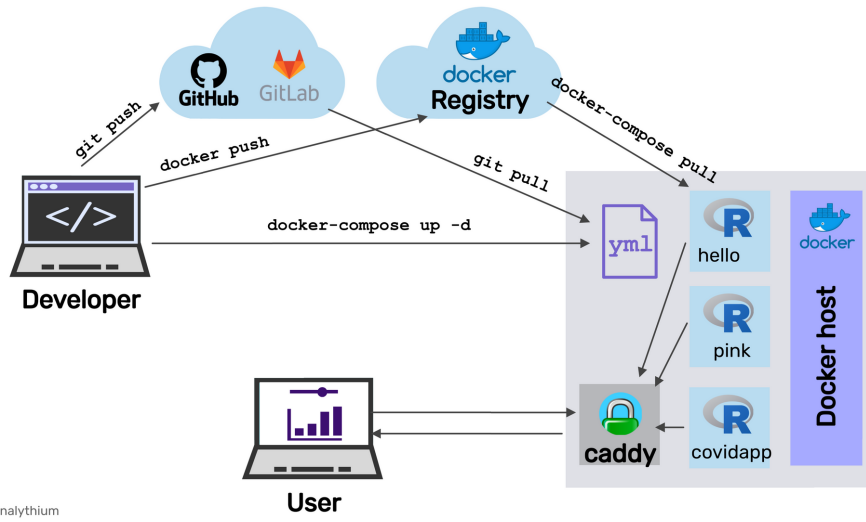 GitHub
GitLab
docker
Registry
git push
docker push
git pull
docker-compose pull
docker-compose up -d
</>
Developer
yml
R
hello
R
pink
R
covidapp
docker
Docker host
caddy
User
nalythium